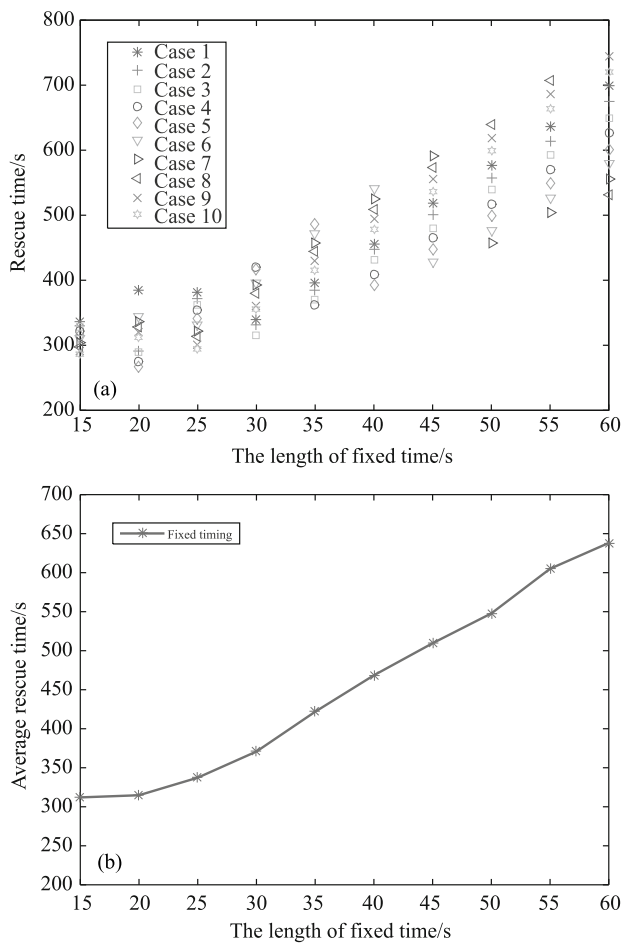 800
700
600
500
400
300
200
Rescue time/s
Case 1
Case 2
Case 3
Case 4
Case 5
Case 6
Case 7
Case 8
Case 9
Case 10
(a)
15 20 25 30 35 40 45 50 55 60
The length of fixed time/s
700
650
600
550
500
450
400
350
300
250
200
Average rescue time/s
Fixed timing
(b)
15 20 25 30 35 40 45 50 55 60
The length of fixed time/s